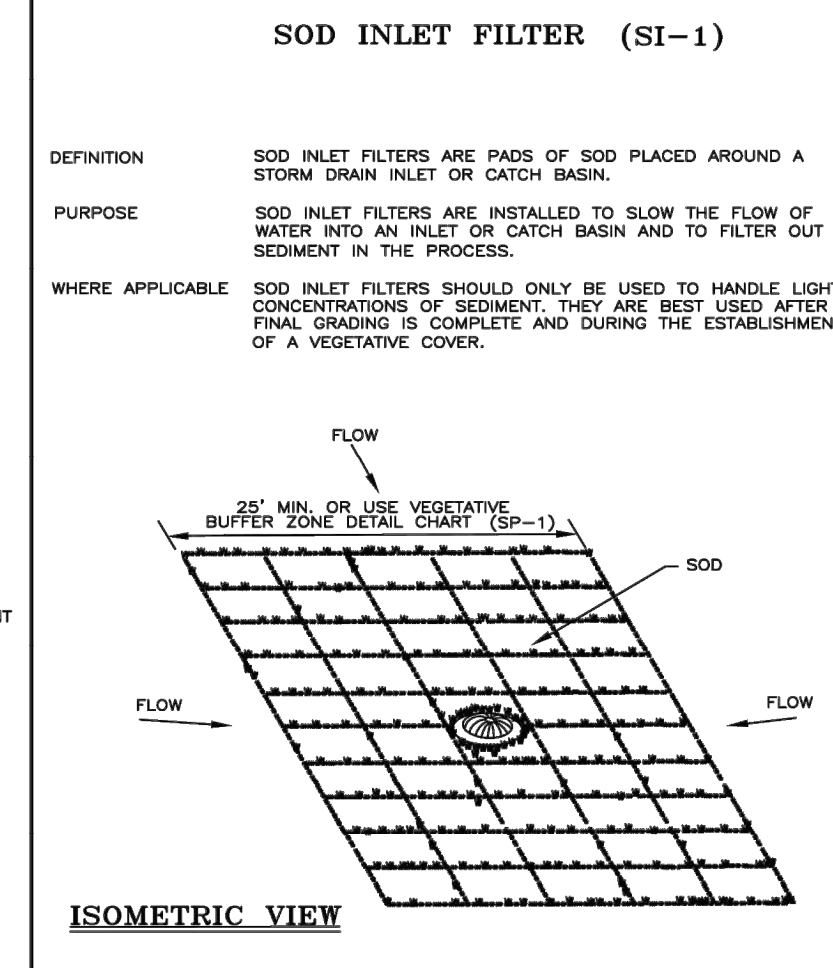 SOD INLET FILTER (SI-1)
DEFINITION
SOD INLET FILTERS ARE PADS OF SOD PLACED AROUND A
STORM DRAIN INLET OR CATCH BASIN.
PURPOSE
SOD INLET FILTERS ARE INSTALLED TO SLOW THE FLOW OF
WATER INTO AN INLET OR CATCH BASIN AND TO FILTER OUT
SEDIMENT IN THE PROCESS.
WHERE APPLICABLE
SOD INLET FILTERS SHOULD ONLY BE USED TO HANDLE LIGHT
CONCENTRATIONS OF SEDIMENT. THEY ARE BEST USED AFTER
FINAL GRADING IS COMPLETE AND DURING THE ESTABLISHMEN
OF A VEGETATIVE COVER.
FLOW
25' MIN. OR USE VEGETATIVE
BUFFER ZONE DETAIL CHART (SP-1)
SOD
FLOW
FLOW
ISOMETRIC VIEW